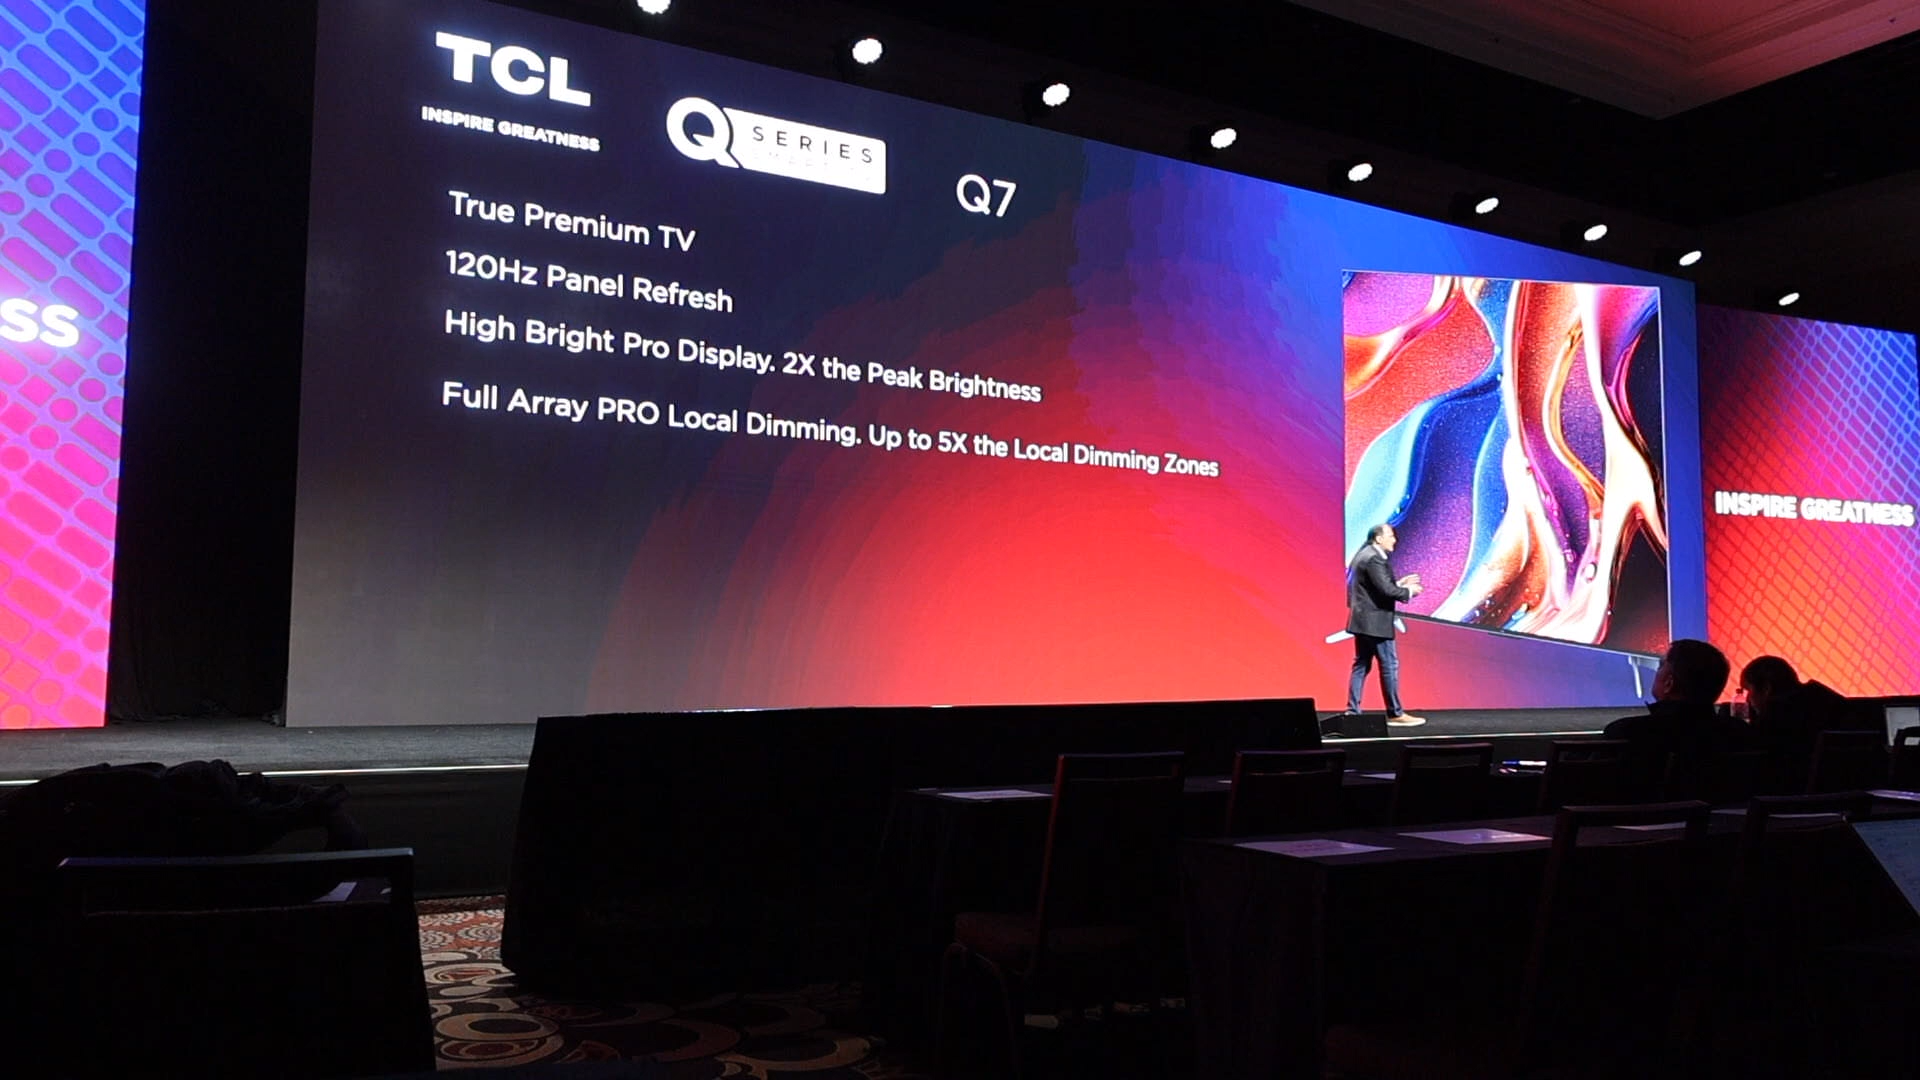 SS
TCL
INSPIRE GREATNESS
Q SERIES
Q7
True Premium TV
120Hz Panel Refresh
High Bright Pro Display. 2X the Peak Brightness
Full Array PRO Local Dimming. Up to 5X the Local Dimming Zones
INSPIRE GREATNESS